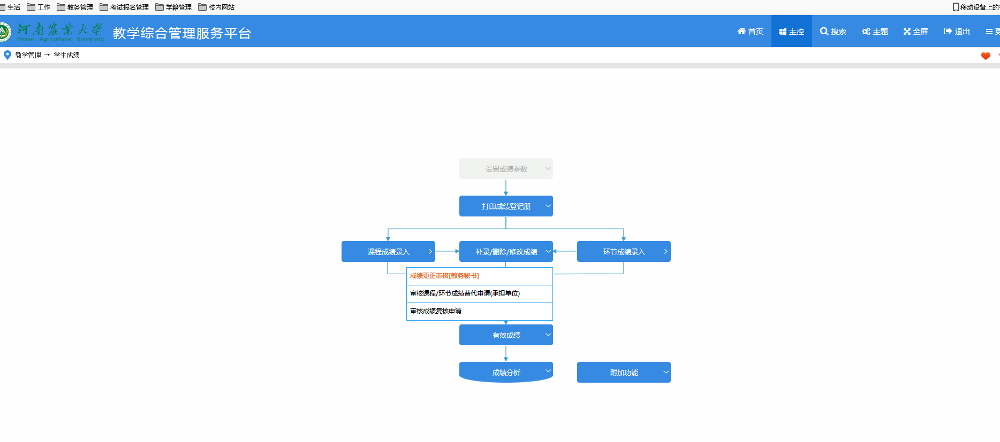 生活 工作 教务管理 考试报名管理 学籍管理 校内网站 移动设备上的
河南农业大学
Henan Agricultural University
教学综合管理服务平台
首页 主控 搜索 主题 全屏 退出
教学管理 → 学生成绩
设置成绩参数
打印成绩登记册
课程成绩录入 补录/删除/修改成绩 环节成绩录入
成绩更正审核[教务秘书]
审核课程/环节成绩替代申请(承担单位)
审核成绩复核申请
有效成绩
成绩分析 附加功能